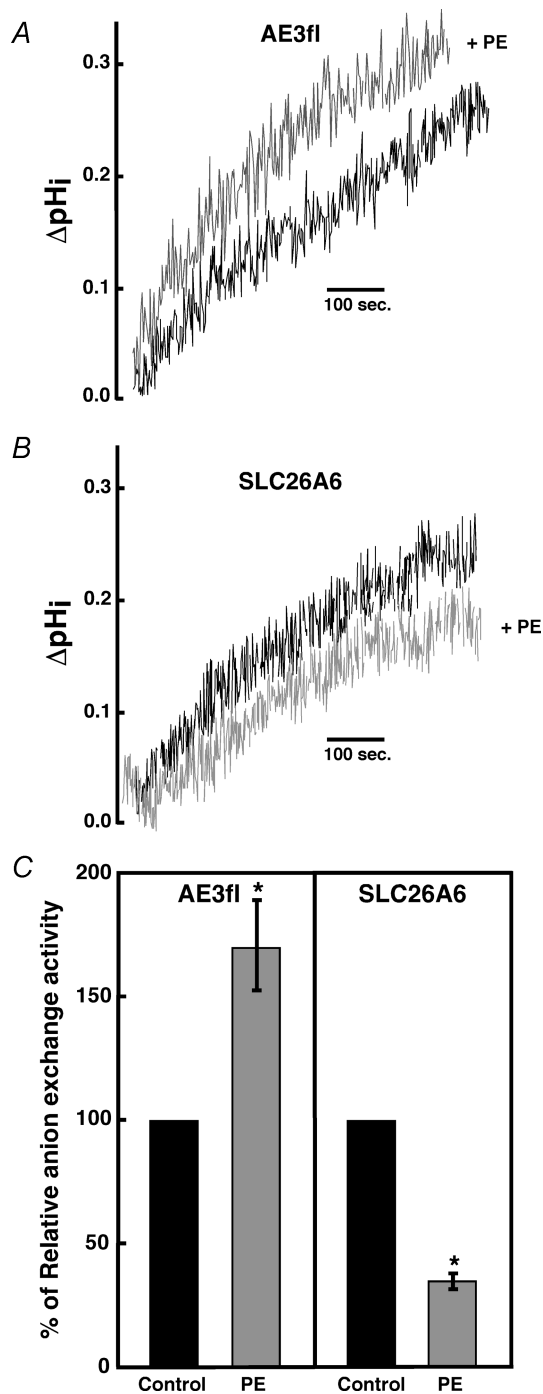 A
AE3fl
+ PE
0.3
0.2
0.1
0.0
ΔpHi
100 sec.
B
SLC26A6
0.3
0.2
0.1
0.0
ΔpHi
+ PE
100 sec.
C
% of Relative anion exchange activity
200
150
100
50
0
AE3fl *
SLC26A6
*
Control PE Control PE